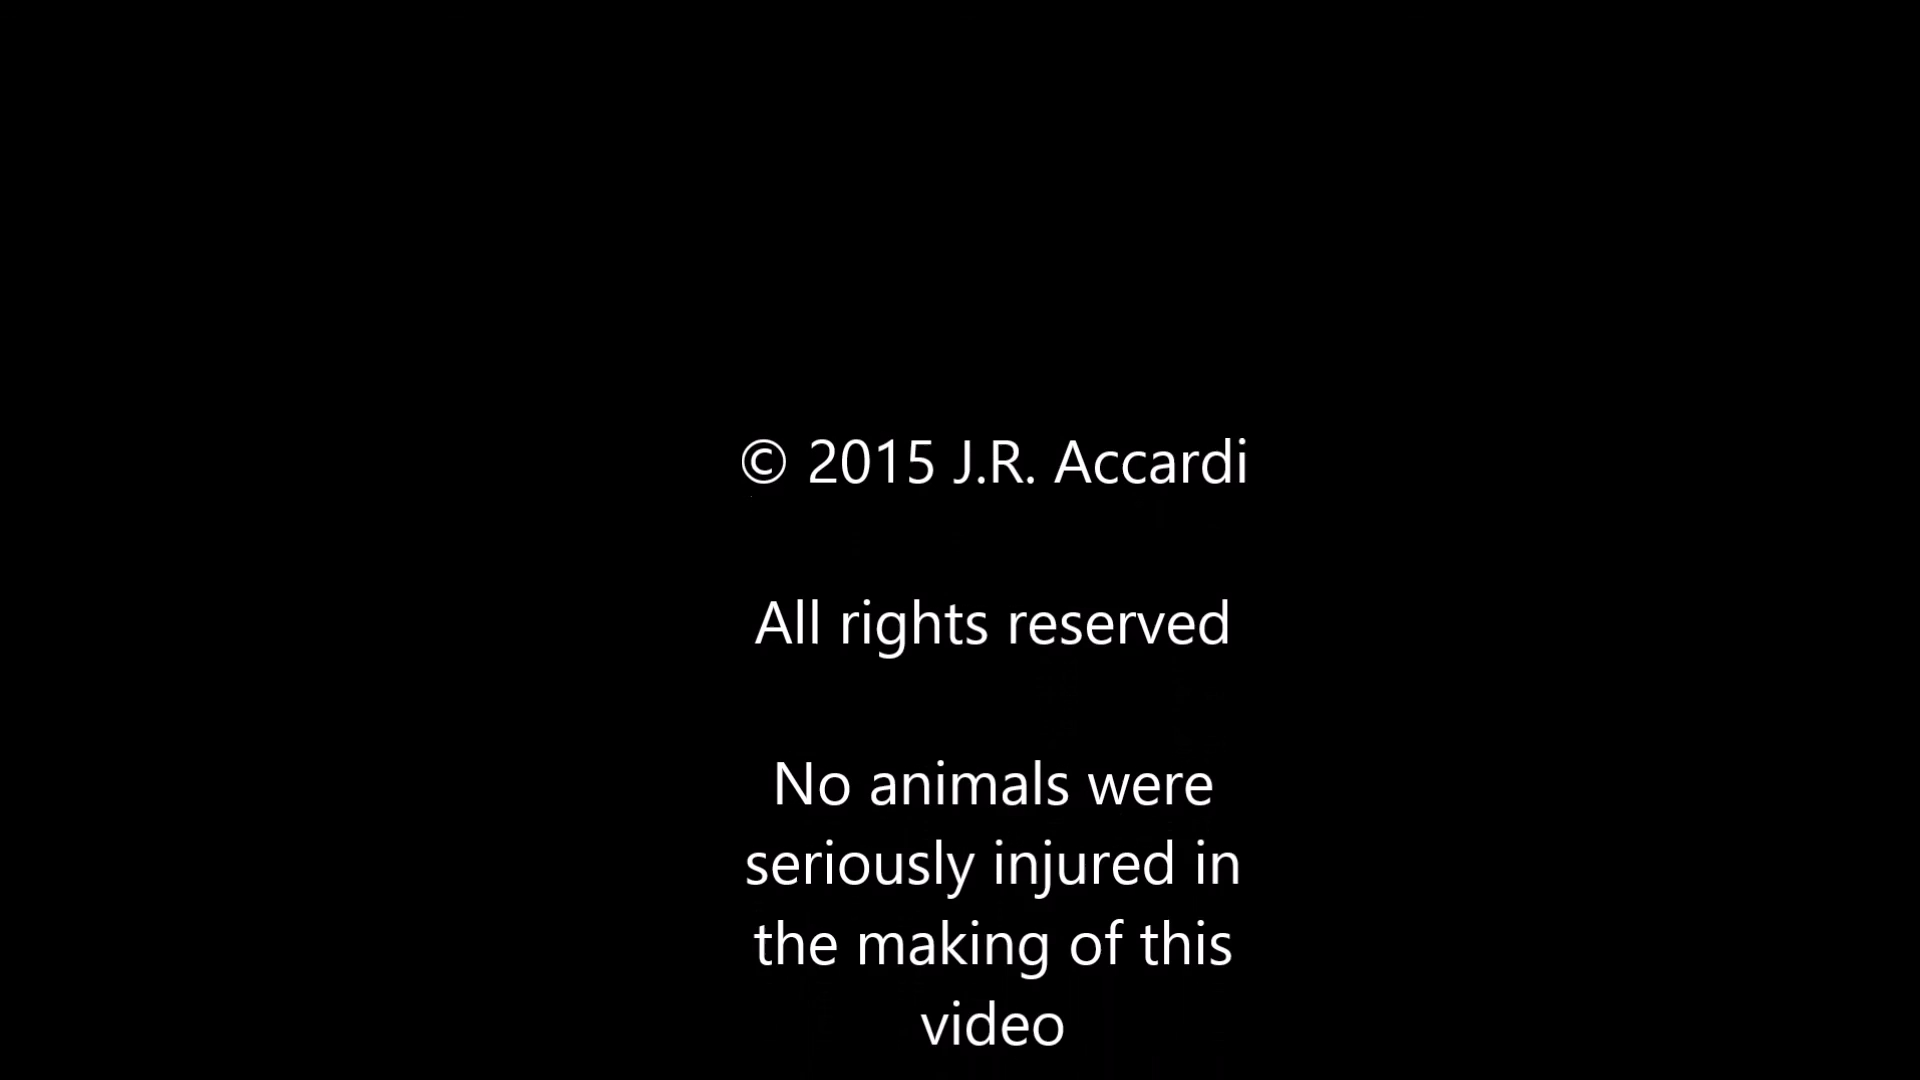 © 2015 J.R. Accardi
All rights reserved
No animals were
seriously injured in
the making of this
video